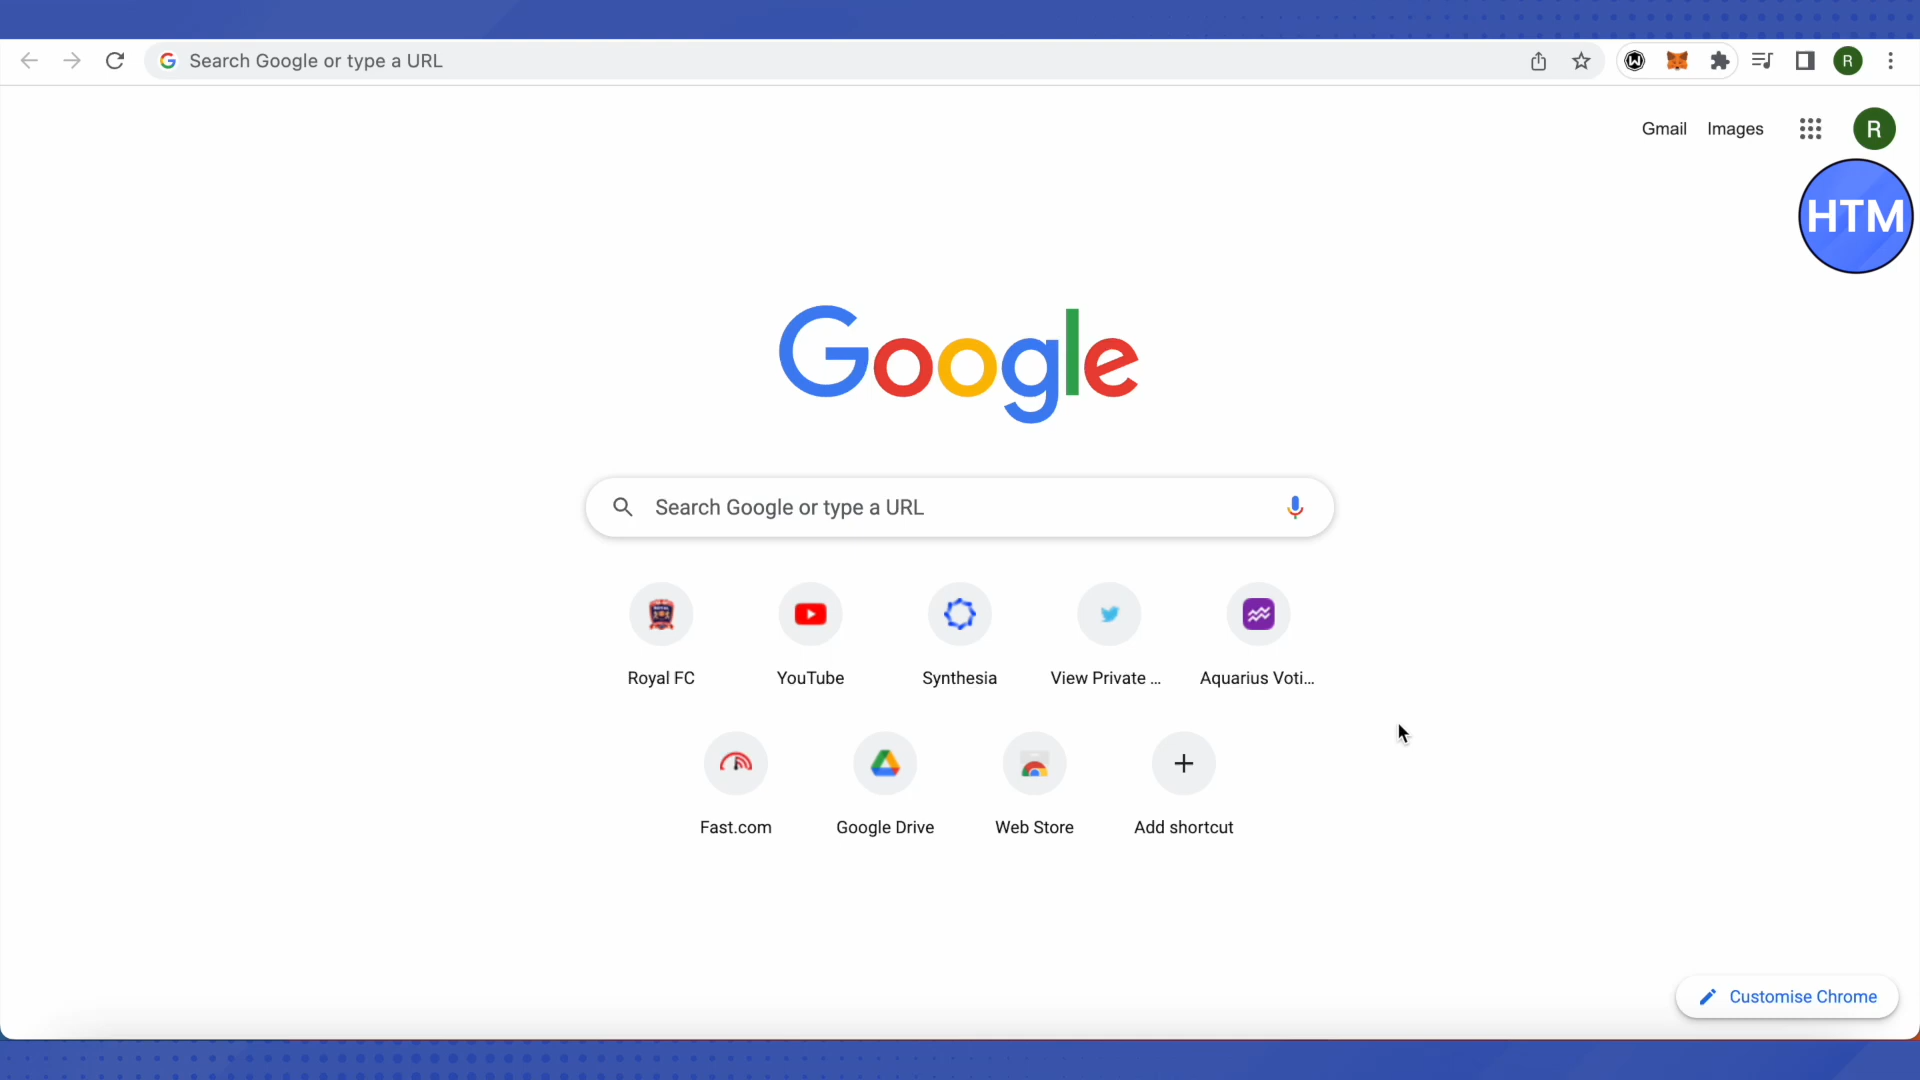 Search Google or type a URL
R
Gmail Images
R
HTM
Google
Search Google or type a URL
Royal FC YouTube Synthesia View Private ... Aquarius Voti...
Fast.com Google Drive Web Store Add shortcut
Customise Chrome